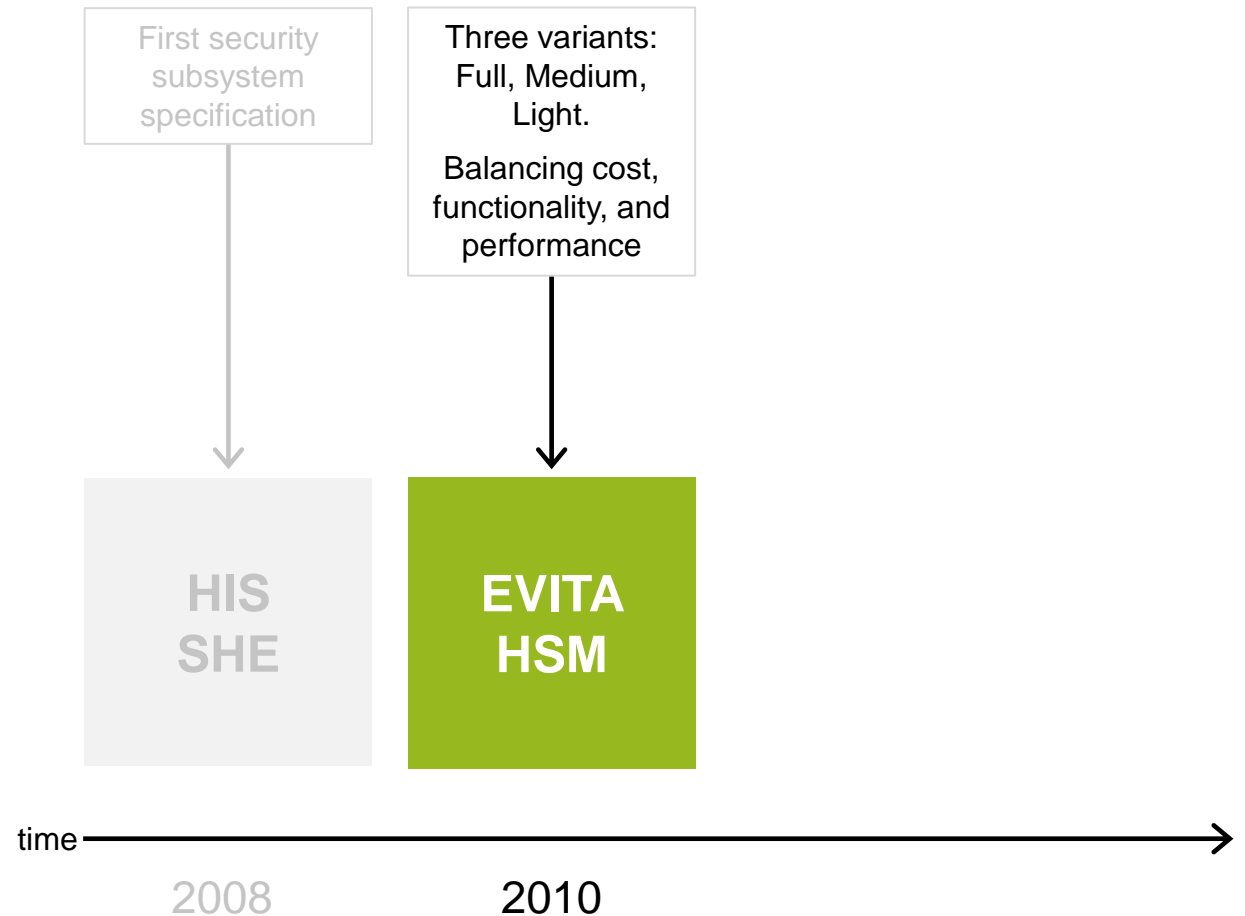 First security
subsystem
specification
Three variants:
Full, Medium,
Light.
Balancing cost,
functionality, and
performance
HIS
SHE
EVITA
HSM
time
2008
2010